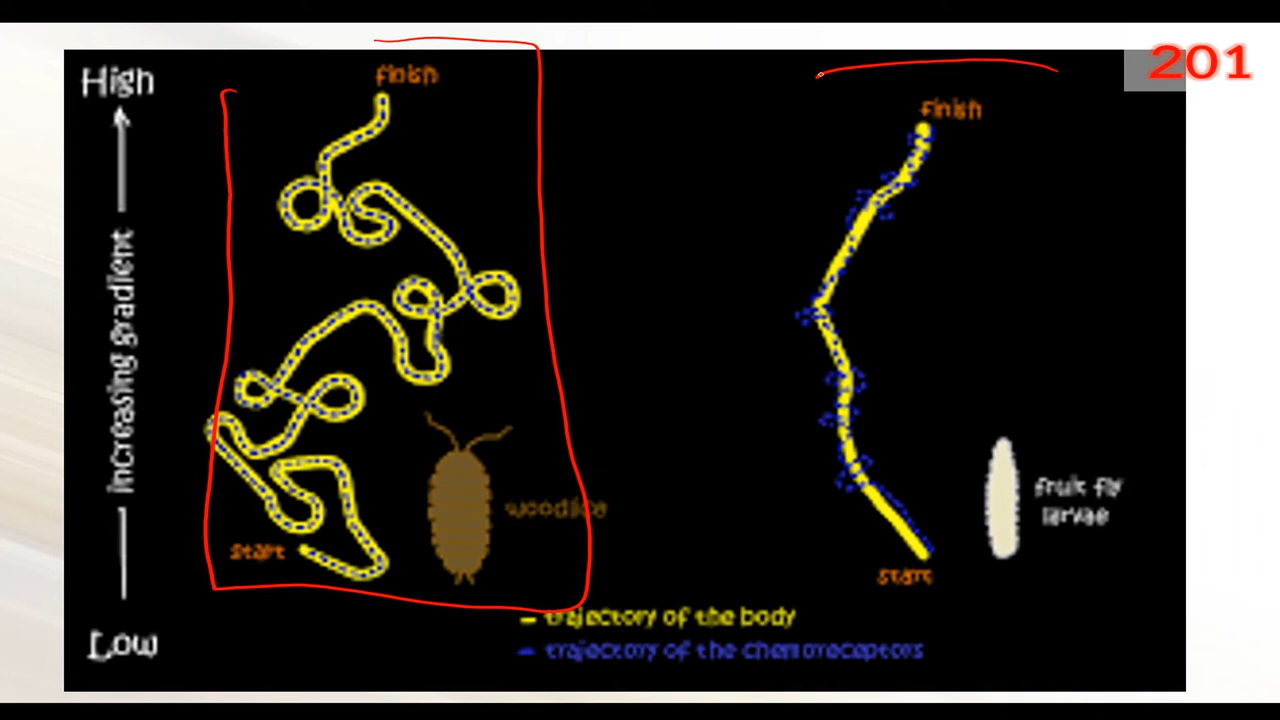 201
High
finish
finish
increasing gradient
woodlice
fruit fly
larvae
start
start
trajectory of the body
Low
trajectory of the chemoreceptors